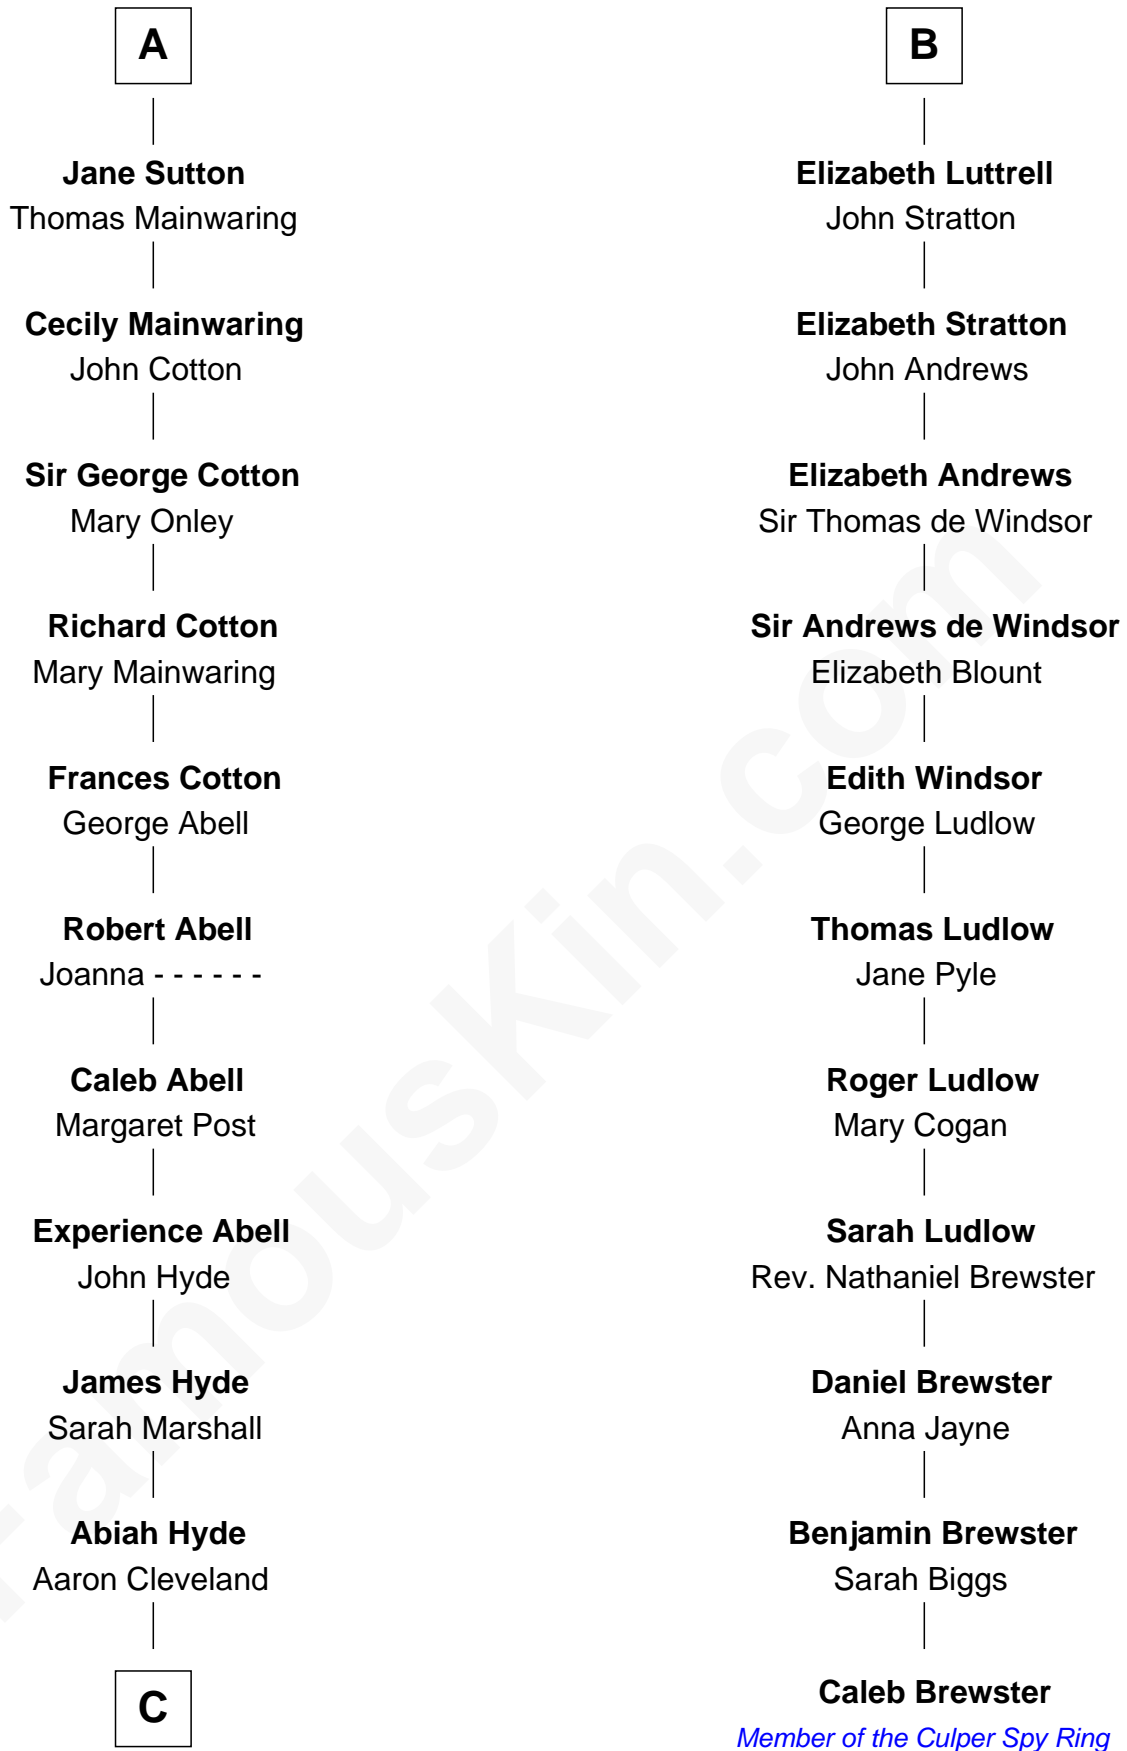 A
Jane Sutton
Thomas Mainwaring
Cecily Mainwaring
John Cotton
Sir George Cotton
Mary Onley
Richard Cotton
Mary Mainwaring
Frances Cotton
George Abell
Robert Abell
Joanna - - - - - -
Caleb Abell
Margaret Post
Experience Abell
John Hyde
James Hyde
Sarah Marshall
Abiah Hyde
Aaron Cleveland
C
B
Elizabeth Luttrell
John Stratton
Elizabeth Stratton
John Andrews
Elizabeth Andrews
Sir Thomas de Windsor
Sir Andrews de Windsor
Elizabeth Blount
Edith Windsor
George Ludlow
Thomas Ludlow
Jane Pyle
Roger Ludlow
Mary Cogan
Sarah Ludlow
Rev. Nathaniel Brewster
Daniel Brewster
Anna Jayne
Benjamin Brewster
Sarah Biggs
Caleb Brewster
Member of the Culper Spy Ring
FamousKin.com